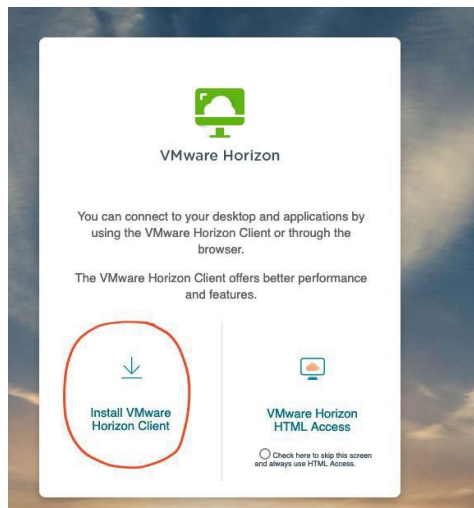 VMware Horizon
You can connect to your desktop and applications by
using the VMware Horizon Client or through the
browser.
The VMware Horizon Client offers better performance
and features.
Install VMware
Horizon Client
VMware Horizon
HTML Access
Check here to skip this screen
and always use HTML Access.